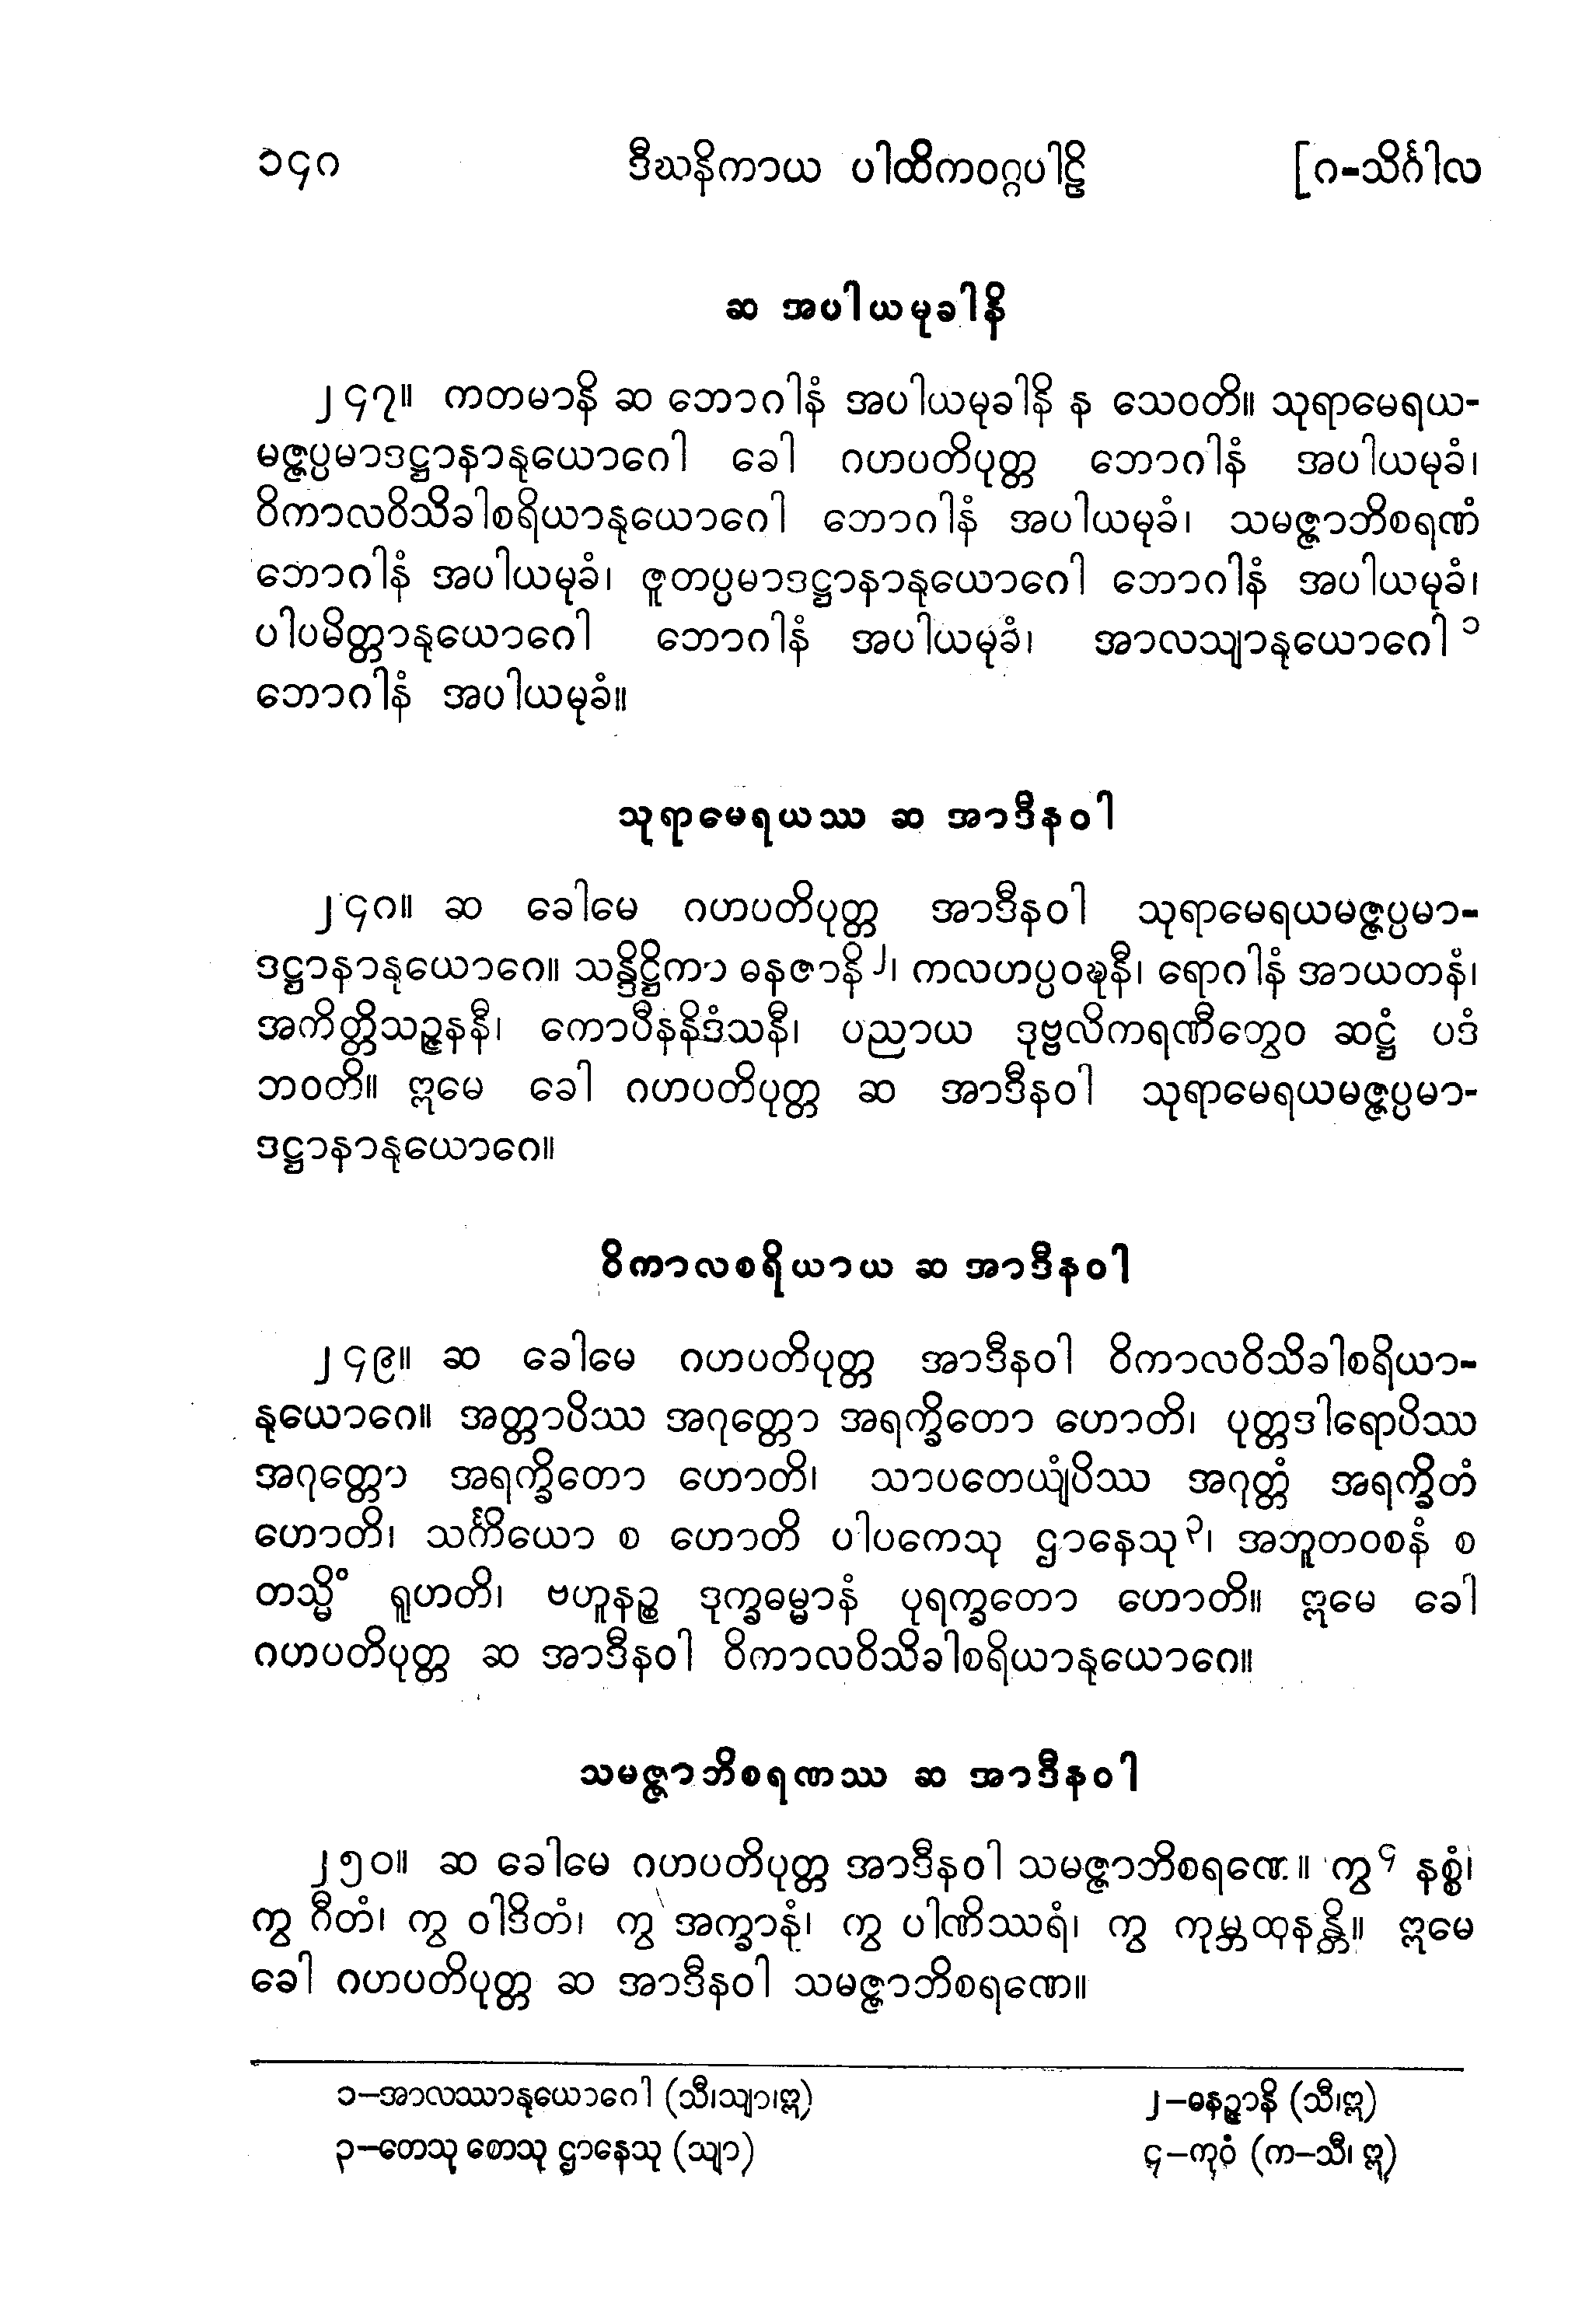 ၁၄၈ ဒီဃနိကာယ ပါထိကဝဂ္ဂပါဠိ [၈-သိင်္ဂါလ
ဆ အပါယမုခါနိ
၂၄၇။ ကတမာနိ ဆ ဘောဂါနံ အပါယမုခါနိ န သေဝတိ။ သုရာမေရယ-
မဇ္ဇပ္ပမာဒဋ္ဌာနာနုယောဂေါ ခေါ ဂဟပတိပုတ္တ ဘောဂါနံ အပါယမုခံ၊
ဝိကာလဝိသိခါစရိယာနုယောဂေါ ဘောဂါနံ အပါယမုခံ၊ သမဇ္ဇာဘိစရဏံ
ဘောဂါနံ အပါယမုခံ၊ ဇူတပ္ပမာဒဋ္ဌာနာနုယောဂေါ ဘောဂါနံ အပါယမုခံ၊
ပါပမိတ္တာနုယောဂေါ ဘောဂါနံ အပါယမုခံ၊ အာလသျာနုယောဂေါ ၁
ဘောဂါနံ အပါယမုခံ။
သုရာမေရယဿ ဆ အာဒီနဝါ
၂၄၈။ ဆ ခေါမေ ဂဟပတိပုတ္တ အာဒီနဝါ သုရာမေရယမဇ္ဇပ္ပမာ-
ဒဋ္ဌာနာနုယောဂေ။ သန္ဒိဋ္ဌိကာ ဓနဇာနိ ၂၊ ကလဟပ္ပဝဍ္ဎနီ၊ ရောဂါနံ အာယတနံ၊
အကိတ္တိသဉ္ဇနနီ၊ ကောပီနနိဒံသနီ၊ ပညာယ ဒုဗ္ဗလိကရဏီတွေဝ ဆဋ္ဌံ ပဒံ
ဘဝတိ။ ဣမေ ခေါ ဂဟပတိပုတ္တ ဆ အာဒီနဝါ သုရာမေရယမဇ္ဇပ္ပမာ-
ဒဋ္ဌာနာနုယောဂေ။
ဝိကာလစရိယာယ ဆ အာဒီနဝါ
၂၄၉။ ဆ ခေါမေ ဂဟပတိပုတ္တ အာဒီနဝါ ဝိကာလဝိသိခါစရိယာ-
နုယောဂေ။ အတ္တာပိဿ အဂုတ္တော အရက္ခိတော ဟောတိ၊ ပုတ္တဒါရောပိဿ
အဂုတ္တော အရက္ခိတော ဟောတိ၊ သာပတေယျံပိဿ အဂုတ္တံ အရက္ခိတံ
ဟောတိ၊ သင်္ကိယော စ ဟောတိ ပါပကေသု ဌာနေသု ၃၊ အဘူတဝစနံ စ
တသ္မိံ ရူဟတိ၊ ဗဟူနဉ္စ ဒုက္ခဓမ္မာနံ ပုရက္ခတော ဟောတိ။ ဣမေ ခေါ
ဂဟပတိပုတ္တ ဆ အာဒီနဝါ ဝိကာလဝိသိခါစရိယာနုယောဂေ။
သမဇ္ဇာဘိစရဏဿ ဆ အာဒီနဝါ
၂၅၀။ ဆ ခေါမေ ဂဟပတိပုတ္တ အာဒီနဝါ သမဇ္ဇာဘိစရဏေ။ ကွ ၄ နစ္စံ၊
ကွ ဂီတံ၊ ကွ ဝါဒိတံ၊ ကွ အက္ခာနံ၊ ကွ ပါဏိဿရံ၊ ကွ ကုမ္ဘထုနန္တိ။ ဣမေ
ခေါ ဂဟပတိပုတ္တ ဆ အာဒီနဝါ သမဇ္ဇာဘိစရဏေ။
၁–အာလဿာနုယောဂေါ (သီ၊သျာ၊ဣ) ၂–ဓနဉ္ဇာနိ (သီ၊ဣ)
၃–တေသု တေသု ဌာနေသု (သျာ) ၄–ကုဝံ (က–သီ၊ ဣ)